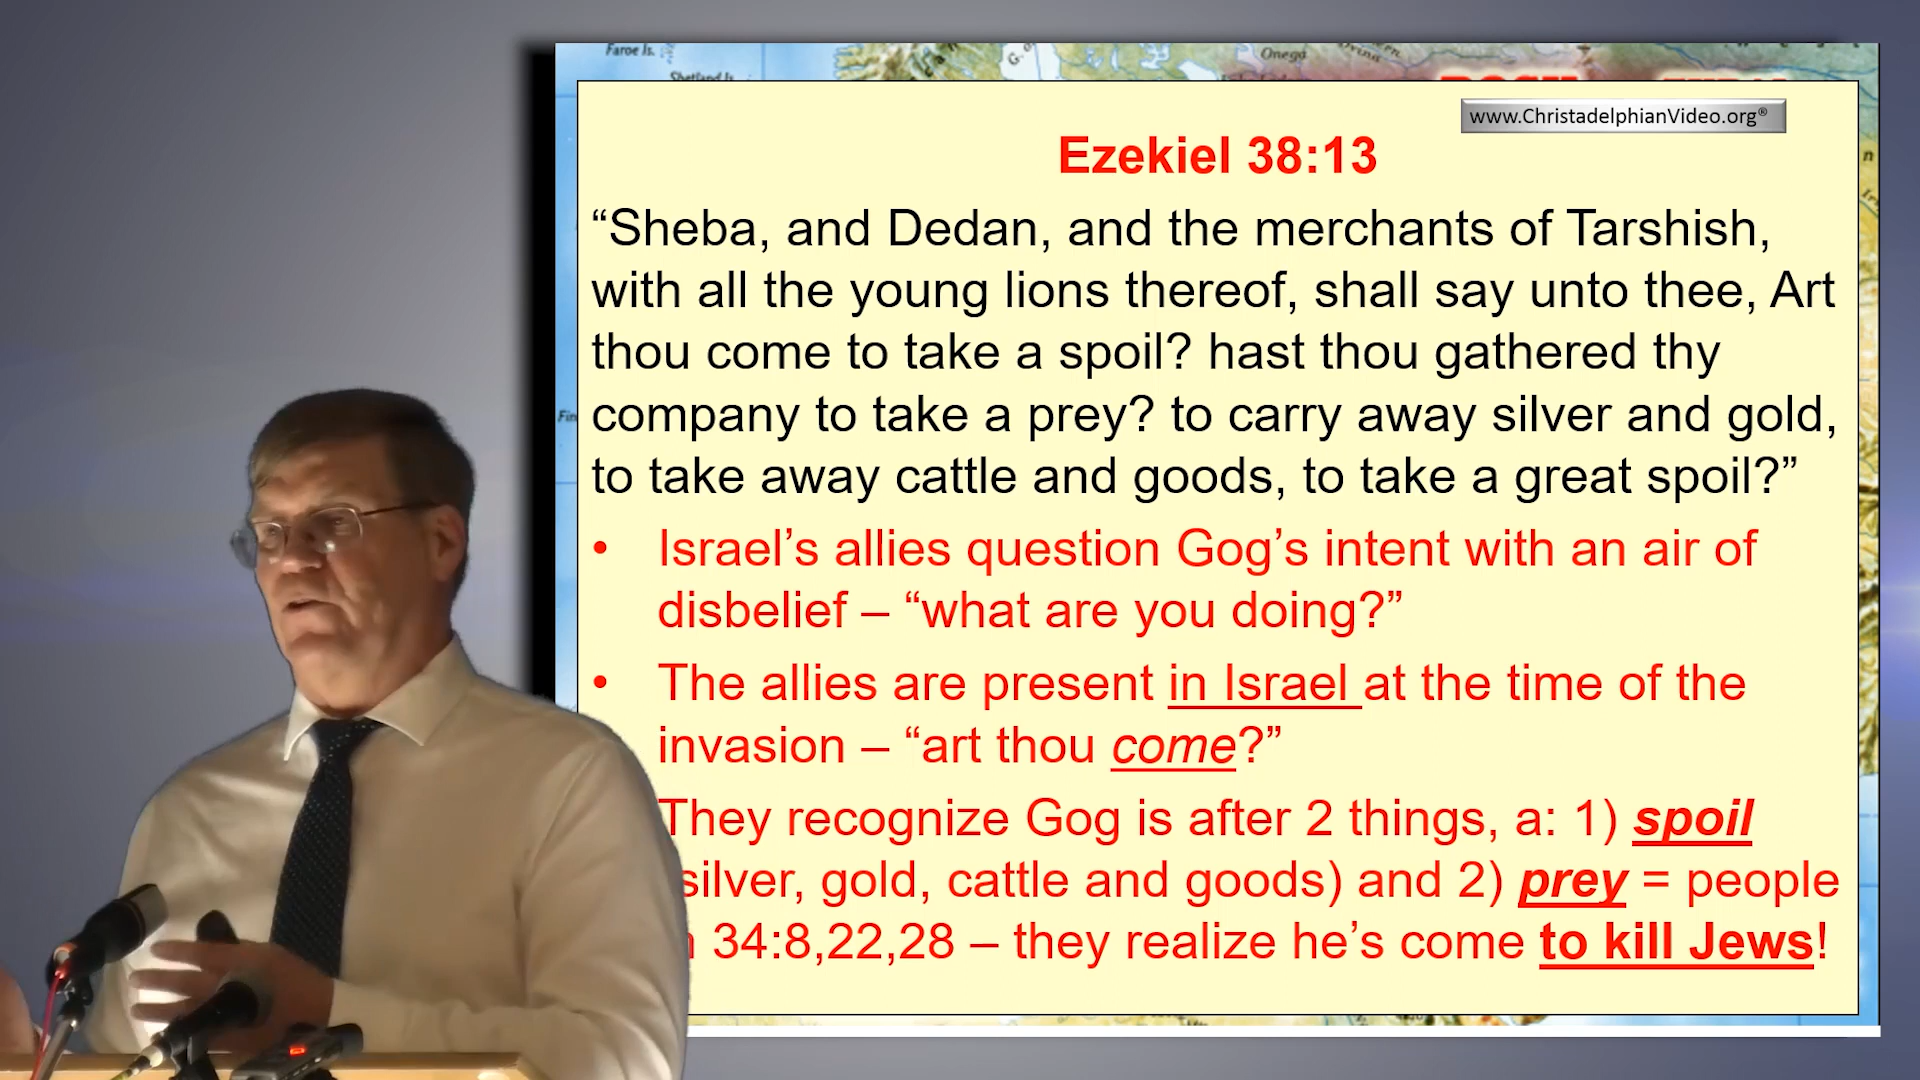 Faroe Is.
Shetland Is.
Onega
www.ChristadelphianVideo.org®
Ezekiel 38:13
“Sheba, and Dedan, and the merchants of Tarshish,
with all the young lions thereof, shall say unto thee, Art
thou come to take a spoil? hast thou gathered thy
company to take a prey? to carry away silver and gold,
to take away cattle and goods, to take a great spoil?”
• Israel’s allies question Gog’s intent with an air of
disbelief – “what are you doing?”
• The allies are present in Israel at the time of the
invasion – “art thou come?”
They recognize Gog is after 2 things, a: 1) spoil
silver, gold, cattle and goods) and 2) prey = people
34:8,22,28 – they realize he’s come to kill Jews!